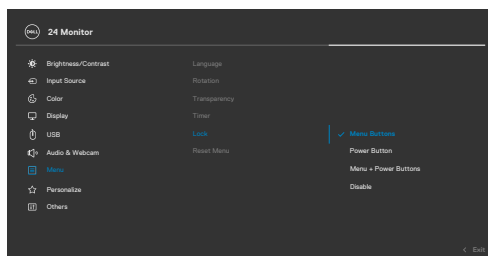 DELL 24 Monitor
Brightness/Contrast Language
Input Source Rotation
Color Transparency
Display Timer
USB Lock Menu Buttons
Audio & Webcam Reset Menu Power Button
Menu Menu + Power Buttons
Personalize Disable
Others
Exit